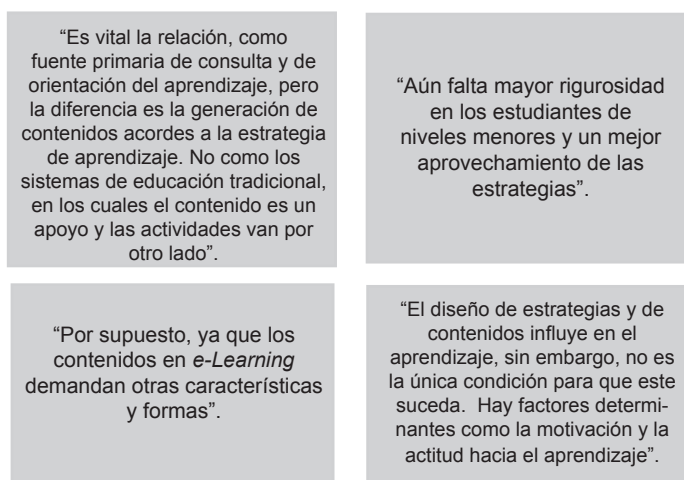 “Es vital la relación, como
fuente primaria de consulta y de
orientación del aprendizaje, pero
la diferencia es la generación de
contenidos acordes a la estrategia
de aprendizaje. No como los
sistemas de educación tradicional,
en los cuales el contenido es un
apoyo y las actividades van por
otro lado”.
“Aún falta mayor rigurosidad
en los estudiantes de
niveles menores y un mejor
aprovechamiento de las
estrategias”.
“Por supuesto, ya que los
contenidos en e-Learning
demandan otras características
y formas”.
“El diseño de estrategias y de
contenidos influye en el
aprendizaje, sin embargo, no es
la única condición para que este
suceda. Hay factores determi-
nantes como la motivación y la
actitud hacia el aprendizaje”.